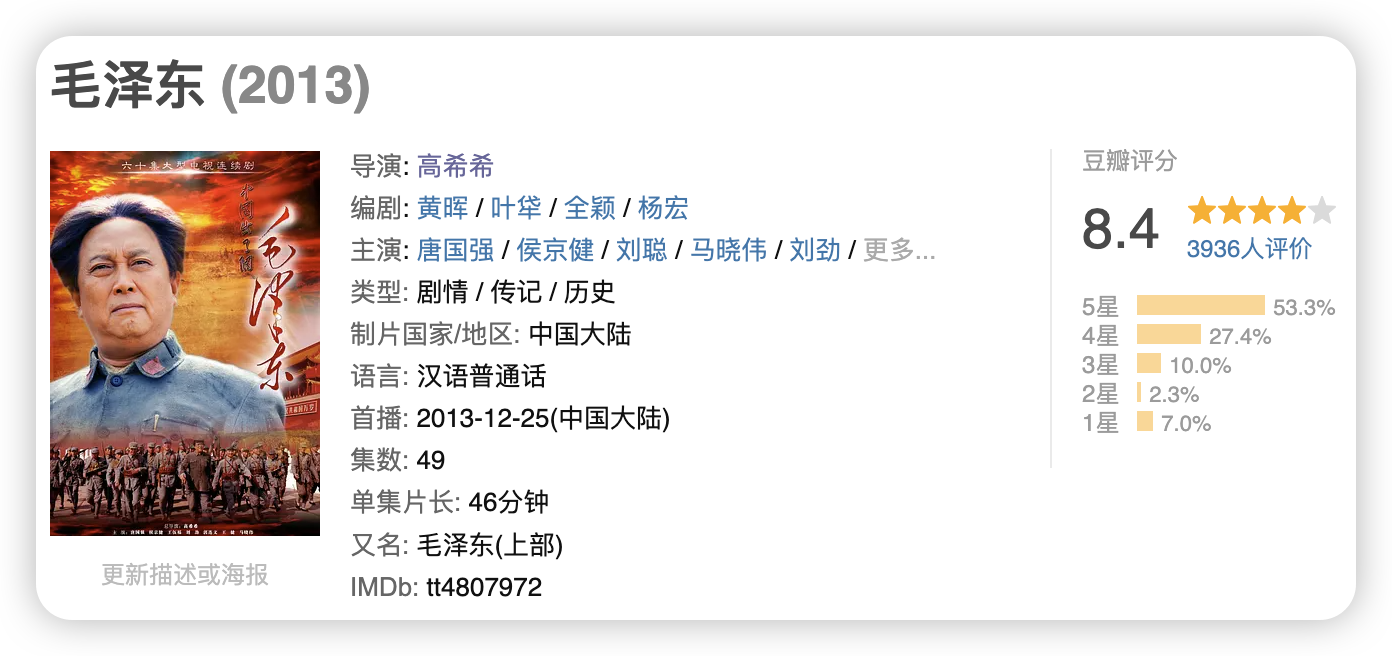 毛泽东 (2013)
六十集大型电视连续剧
中国出了个
毛泽东
总导演：高希希
更新描述或海报
导演: 高希希
编剧: 黄晖 / 叶牮 / 全颖 / 杨宏
主演: 唐国强 / 侯京健 / 刘聪 / 马晓伟 / 刘劲 / 更多...
类型: 剧情 / 传记 / 历史
制片国家/地区: 中国大陆
语言: 汉语普通话
首播: 2013-12-25(中国大陆)
集数: 49
单集片长: 46分钟
又名: 毛泽东(上部)
IMDb: tt4807972
豆瓣评分
8.4
3936人评价
5星 53.3%
4星 27.4%
3星 10.0%
2星 2.3%
1星 7.0%